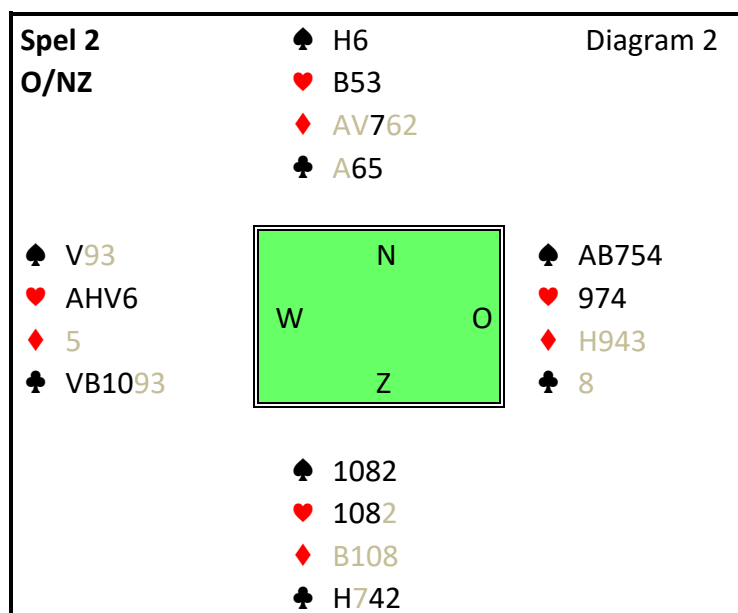 Spel 2 ♠ H6 Diagram 2
O/NZ ♥ B53
♦ AV762
♣ A65
♠ V93 N ♠ AB754
♥ AHV6 ♥ 974
W O
♦ 5 ♦ H943
♣ VB1093 Z ♣ 8
♠ 1082
♥ 1082
♦ B108
♣ H742